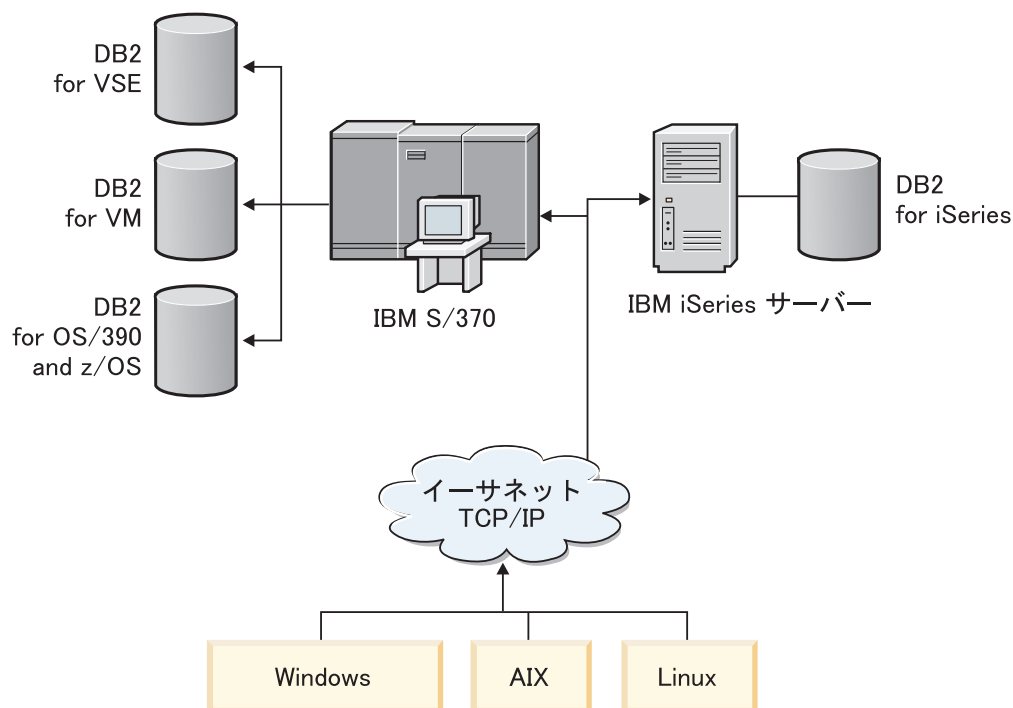 DB2
for VSE
DB2
for VM
DB2
for OS/390
and z/OS
IBM S/370
IBM iSeries サーバー
DB2
for iSeries
イーサネット
TCP/IP
Windows
AIX
Linux